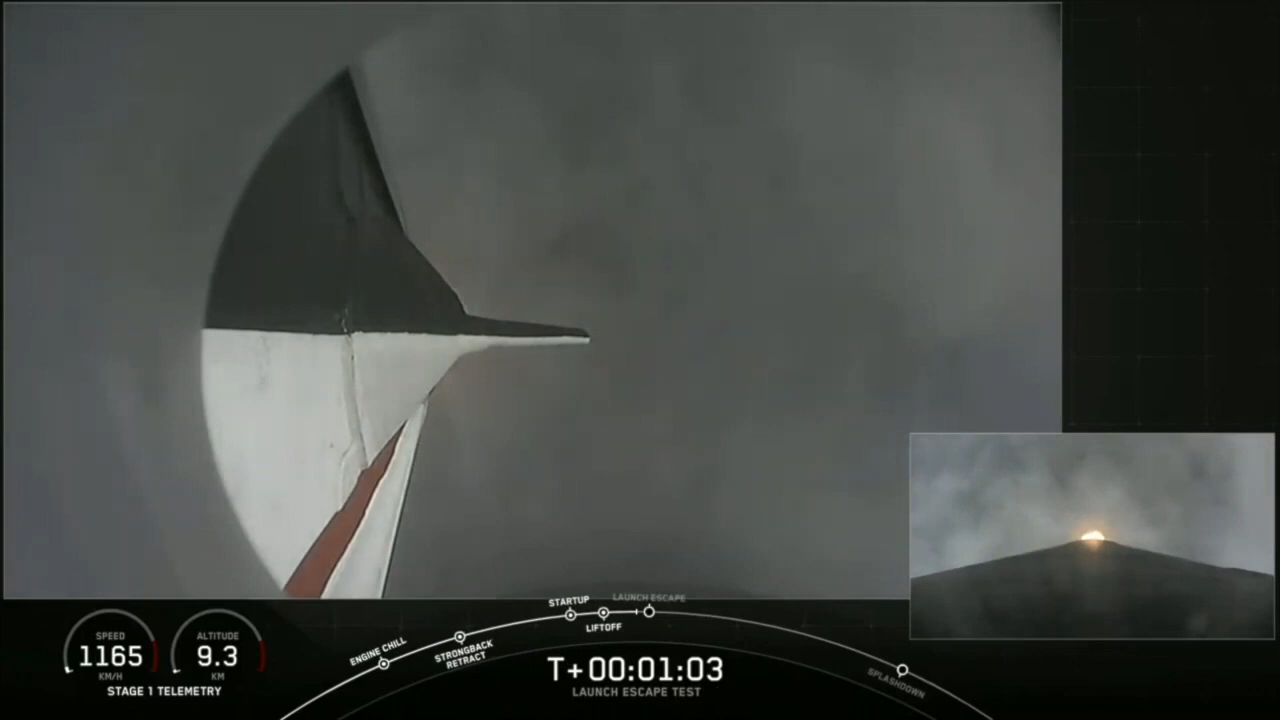 LAUNCH ESCAPE
STARTUP
LIFTOFF
ENGINE CHILL
STRONGBACK
RETRACT
SPLASHDOWN
SPEED
1165
KM/H
ALTITUDE
9.3
KM
STAGE 1 TELEMETRY
T+00:01:03
LAUNCH ESCAPE TEST